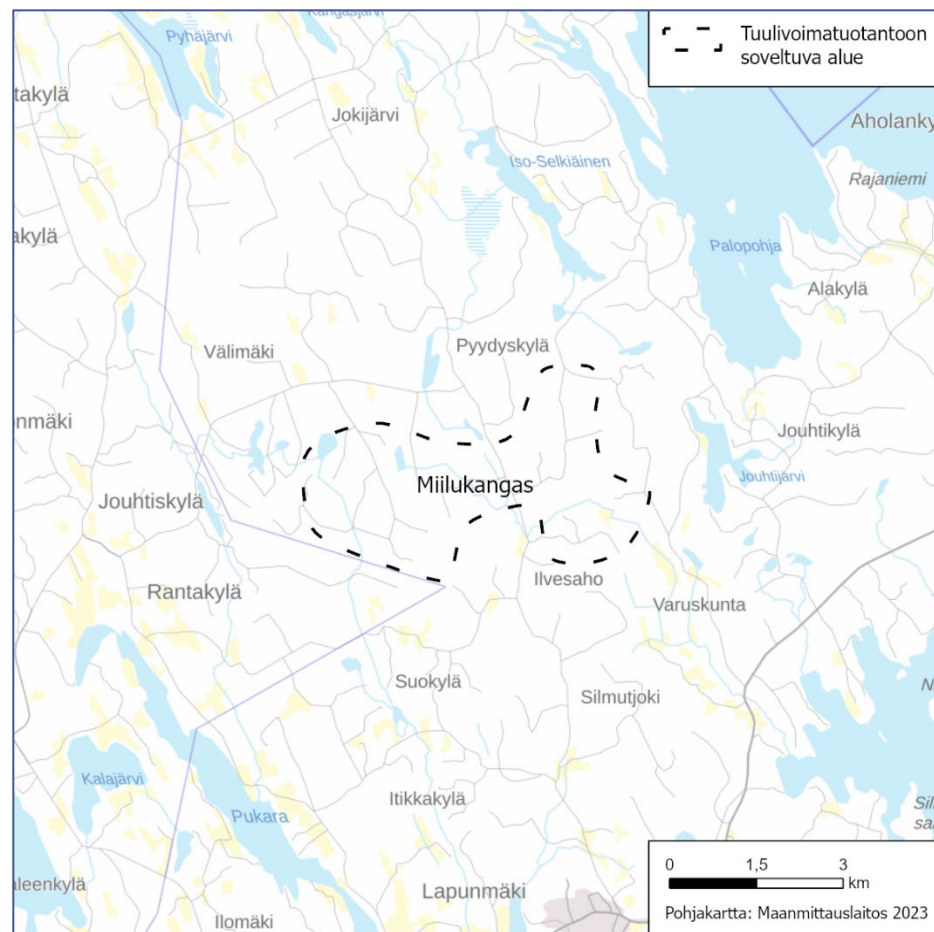 Pyhäjärvi
Kangasjärvi
Tuulivoimatuotantoon
soveltuva alue
takylä
Jokijärvi
Aholanky
Iso-Selkiäinen
Rajaniemi
akylä
Palopohja
Alakylä
Välimäki
Pyydyskylä
onmäki
Jouhtikylä
Jouhtijärvi
Miilukangas
Jouhtiskylä
Ilvesaho
Rantakylä
Varuskunta
Suokylä
Silmutjoki
Kalajärvi
Itikkakylä
Pukara
aleenkylä
Lapunmäki
Ilomäki
0 1,5 3
km
Pohjakartta: Maanmittauslaitos 2023